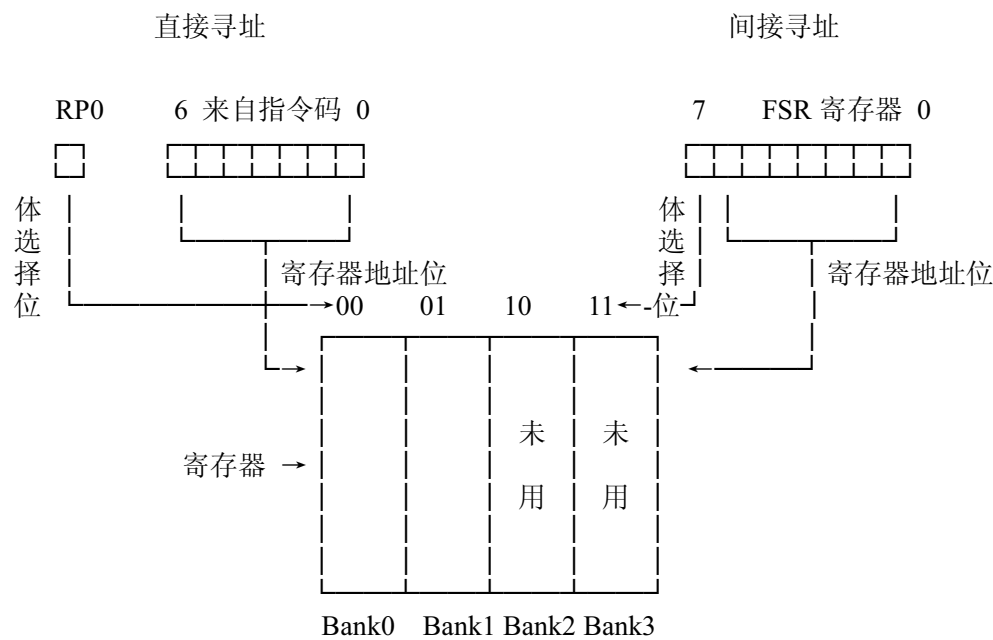 直接寻址 间接寻址
RP0 6 来自指令码 0 7 FSR 寄存器 0
体选择位 体选择位
寄存器地址位 寄存器地址位
→00 01 10 11←-位
→ ←
未用 未用
寄存器 →
Bank0 Bank1 Bank2 Bank3